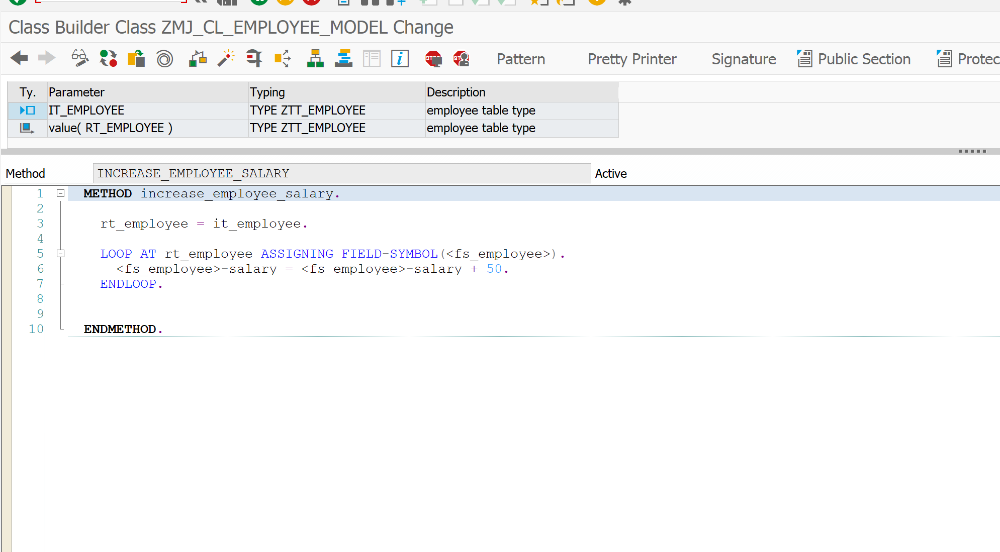 Class Builder Class ZMJ_CL_EMPLOYEE_MODEL Change
Pattern Pretty Printer Signature Public Section Protec
Ty. Parameter Typing Description
IT_EMPLOYEE TYPE ZTT_EMPLOYEE employee table type
value( RT_EMPLOYEE ) TYPE ZTT_EMPLOYEE employee table type
Method INCREASE_EMPLOYEE_SALARY Active
1 METHOD increase_employee_salary.
2
3 rt_employee = it_employee.
4
5 LOOP AT rt_employee ASSIGNING FIELD-SYMBOL(<fs_employee>).
6 <fs_employee>-salary = <fs_employee>-salary + 50.
7 ENDLOOP.
8
9
10 ENDMETHOD.